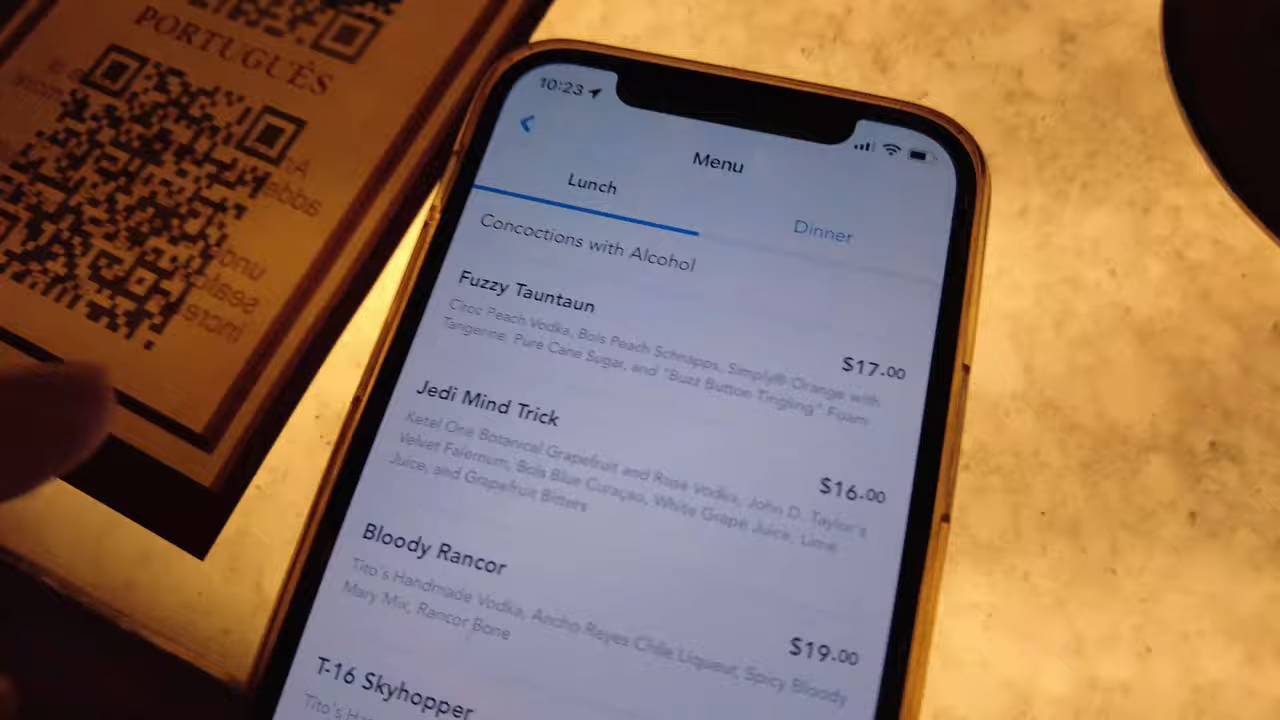 PORTUGUÊS
10:23
Menu
Lunch
Dinner
Concoctions with Alcohol
Fuzzy Tauntaun
$17.00
Ciroc Peach Vodka, Bols Peach Schnapps, Simply® Orange with
Tangerine, Pure Cane Sugar, and "Buzz Button Tingling" Foam
Jedi Mind Trick
$16.00
Ketel One Botanical Grapefruit and Rose Vodka, John D. Taylor's
Velvet Falernum, Bols Blue Curaçao, White Grape Juice, Lime
Juice, and Grapefruit Bitters
Bloody Rancor
$19.00
Tito's Handmade Vodka, Ancho Reyes Chile Liqueur, Spicy Bloody
Mary Mix, Rancor Bone
T-16 Skyhopper
Tito's